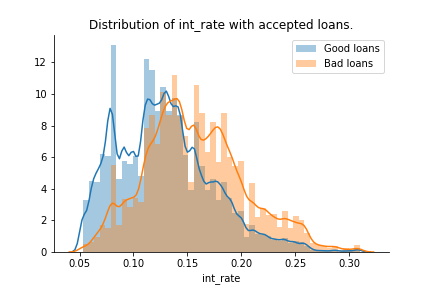 Distribution of int_rate with accepted loans.
Good loans
Bad loans
12
10
8
6
4
2
0
0.05 0.10 0.15 0.20 0.25 0.30
int_rate